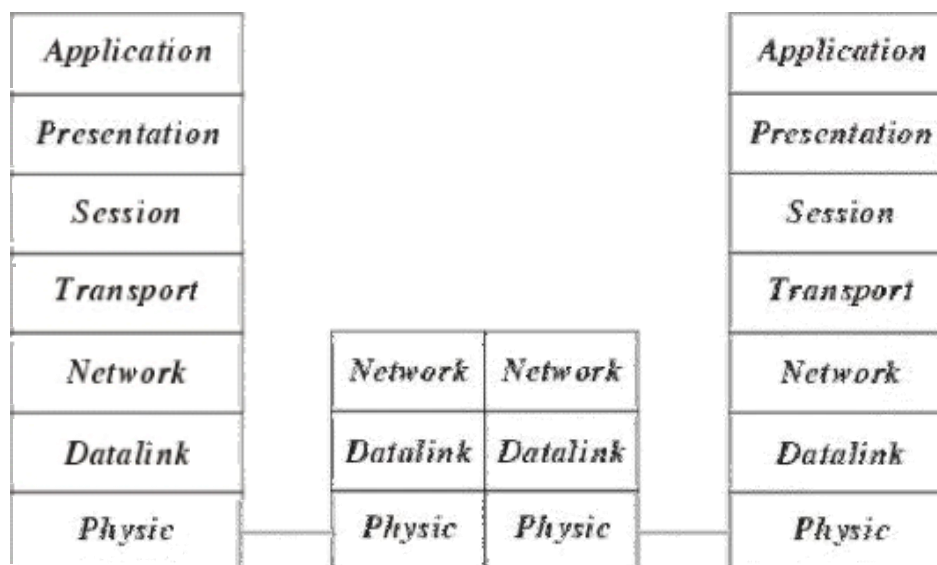 Application
Presentation
Session
Transport
Network
Datalink
Physic
Network Network
Datalink Datalink
Physic Physic
Application
Presentation
Session
Transport
Network
Datalink
Physic